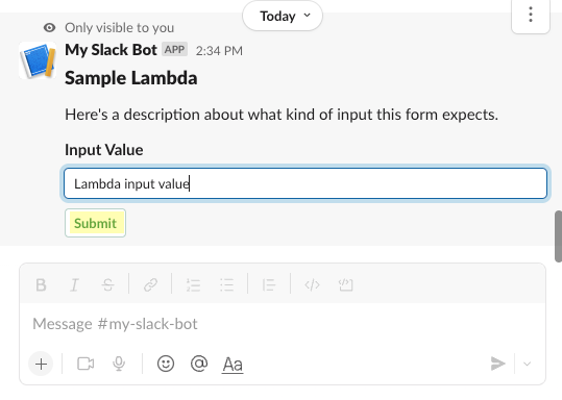 Today
Only visible to you
My Slack Bot APP 2:34 PM
Sample Lambda
Here's a description about what kind of input this form expects.
Input Value
Lambda input value
Submit
B I S
Message #my-slack-bot
@ Aa